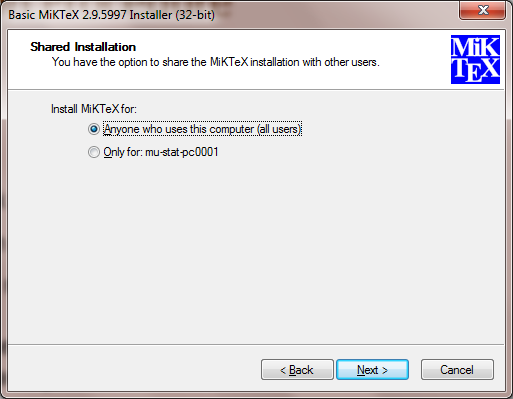 Basic MiKTeX 2.9.5997 Installer (32-bit)
Shared Installation
You have the option to share the MiKTeX installation with other users.
MiK
TEX
Install MiKTeX for:
Anyone who uses this computer (all users)
Only for: mu-stat-pc0001
< Back
Next >
Cancel